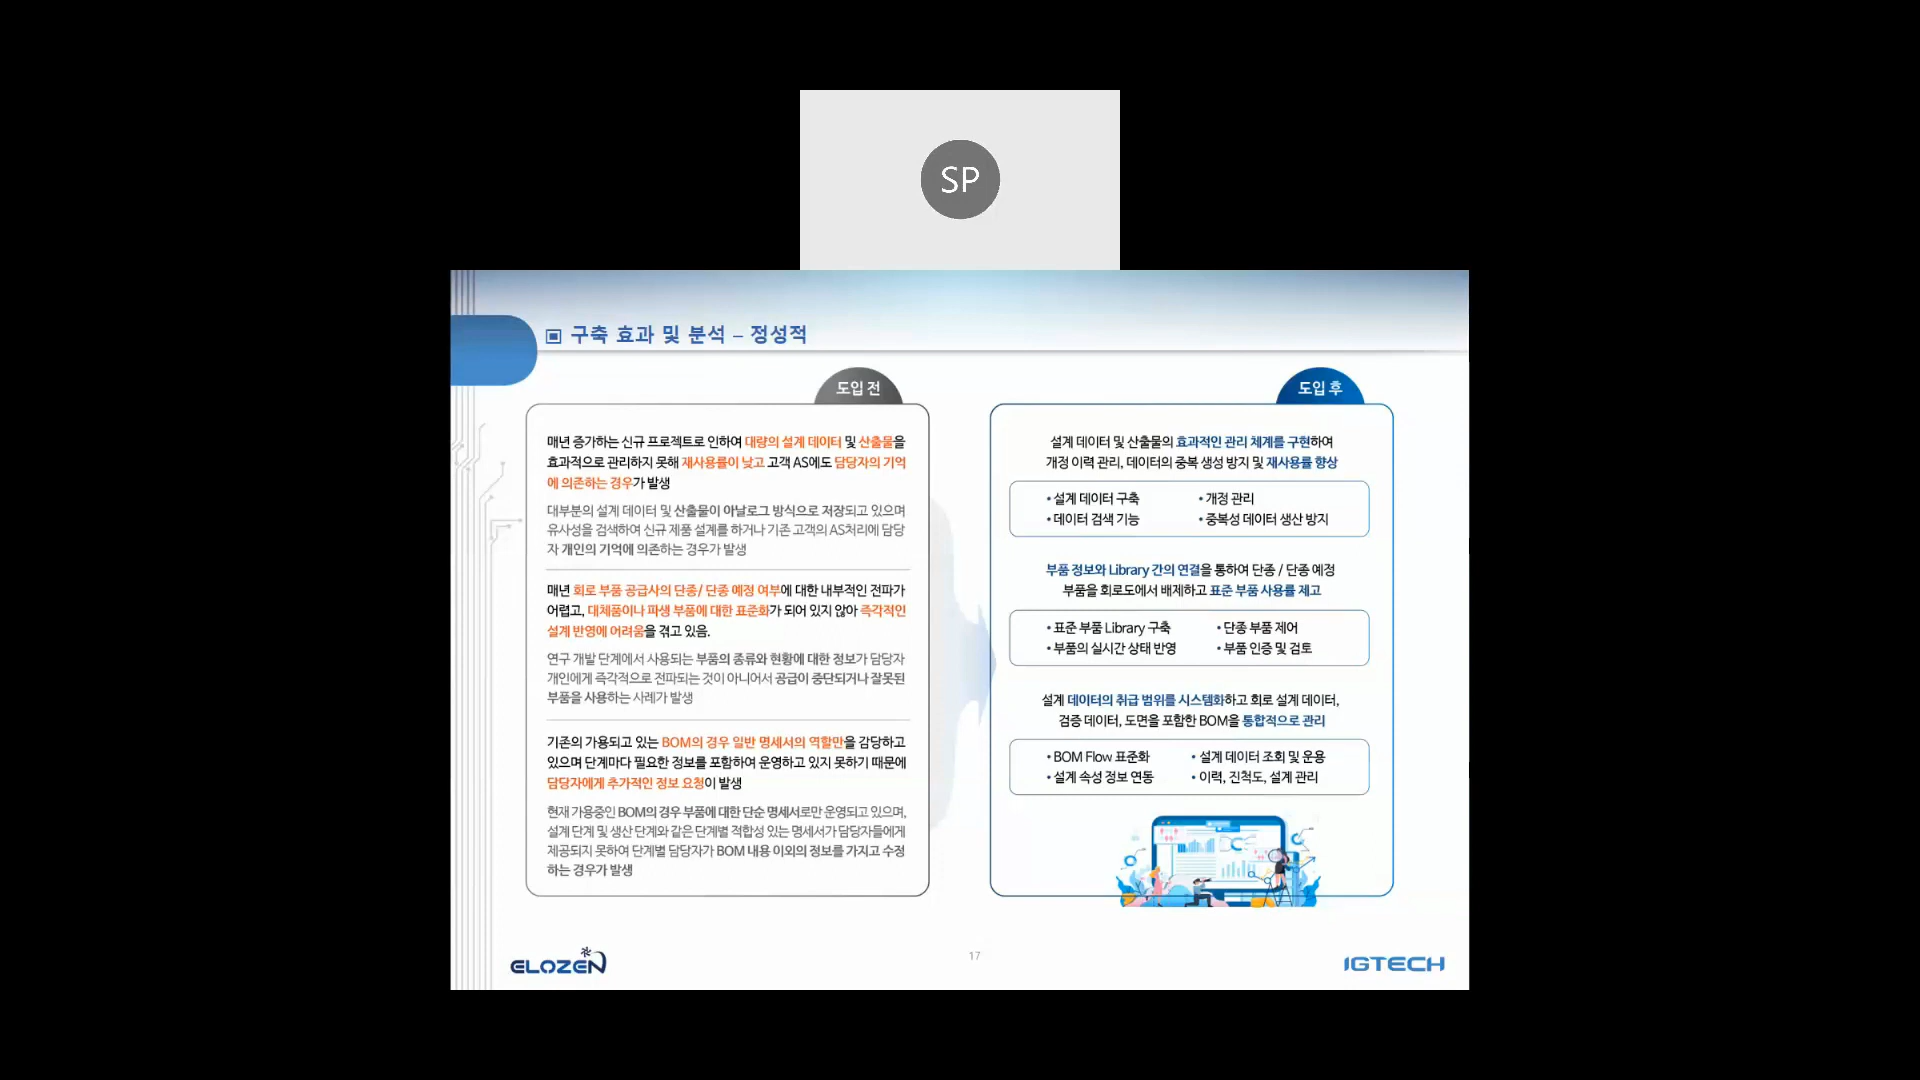 SP
▣ 구축 효과 및 분석 – 정성적
도입 전
매년 증가하는 신규 프로젝트로 인하여 대량의 설계 데이터 및 산출물을
효과적으로 관리하지 못해 재사용률이 낮고 고객 AS에도 담당자의 기억
에 의존하는 경우가 발생
대부분의 설계 데이터 및 산출물이 아날로그 방식으로 저장되고 있으며
유사성을 검색하여 신규 제품 설계를 하거나 기존 고객의 AS처리에 담당
자 개인의 기억에 의존하는 경우가 발생
매년 회로 부품 공급사의 단종/ 단종 예정 여부에 대한 내부적인 전파가
어렵고, 대체품이나 파생 부품에 대한 표준화가 되어 있지 않아 즉각적인
설계 반영에 어려움을 겪고 있음.
연구 개발 단계에서 사용되는 부품의 종류와 현황에 대한 정보가 담당자
개인에게 즉각적으로 전파되는 것이 아니어서 공급이 중단되거나 잘못된
부품을 사용하는 사례가 발생
기존의 가용되고 있는 BOM의 경우 일반 명세서의 역할만을 감당하고
있으며 단계마다 필요한 정보를 포함하여 운영하고 있지 못하기 때문에
담당자에게 추가적인 정보 요청이 발생
현재 가용중인 BOM의 경우 부품에 대한 단순 명세서로만 운영되고 있으며,
설계 단계 및 생산 단계와 같은 단계별 적합성 있는 명세서가 담당자들에게
제공되지 못하여 단계별 담당자가 BOM 내용 이외의 정보를 가지고 수정
하는 경우가 발생
도입 후
설계 데이터 및 산출물의 효과적인 관리 체계를 구현하여
개정 이력 관리, 데이터의 중복 생성 방지 및 재사용률 향상
• 설계 데이터 구축 • 개정 관리
• 데이터 검색 기능 • 중복성 데이터 생산 방지
부품 정보와 Library 간의 연결을 통하여 단종 / 단종 예정
부품을 회로도에서 배제하고 표준 부품 사용률 제고
• 표준 부품 Library 구축 • 단종 부품 제어
• 부품의 실시간 상태 반영 • 부품 인증 및 검토
설계 데이터의 취급 범위를 시스템화하고 회로 설계 데이터,
검증 데이터, 도면을 포함한 BOM을 통합적으로 관리
• BOM Flow 표준화 • 설계 데이터 조회 및 운용
• 설계 속성 정보 연동 • 이력, 진척도, 설계 관리
ELOZEN
17
IGTECH